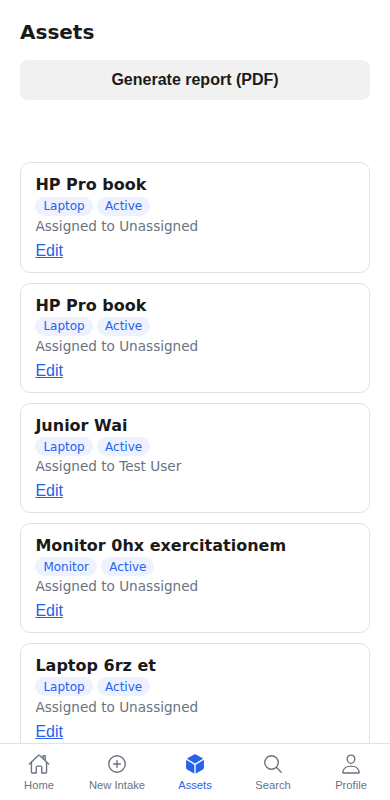 Assets
Generate report (PDF)
HP Pro book
Laptop Active
Assigned to Unassigned
Edit
HP Pro book
Laptop Active
Assigned to Unassigned
Edit
Junior Wai
Laptop Active
Assigned to Test User
Edit
Monitor 0hx exercitationem
Monitor Active
Assigned to Unassigned
Edit
Laptop 6rz et
Laptop Active
Assigned to Unassigned
Edit
Home New Intake Assets Search Profile